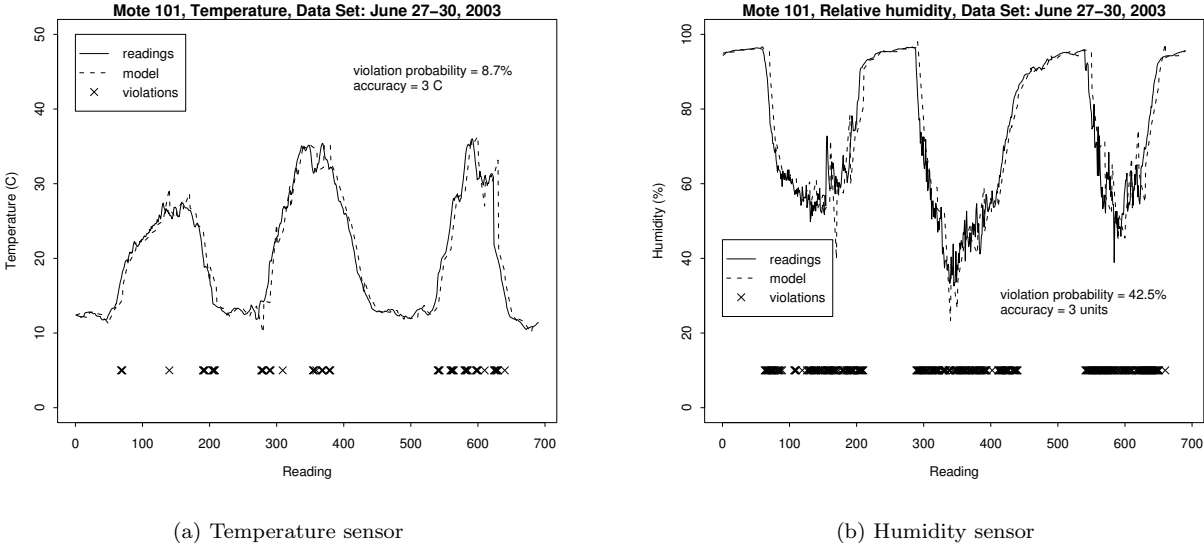 Mote 101, Temperature, Data Set: June 27−30, 2003
50
40
30
20
10
0
Temperature (C)
readings
model
violations
violation probability = 8.7%
accuracy = 3 C
0 100 200 300 400 500 600 700
Reading
(a) Temperature sensor
Mote 101, Relative humidity, Data Set: June 27−30, 2003
100
80
60
40
20
0
Humidity (%)
readings
model
violations
violation probability = 42.5%
accuracy = 3 units
0 100 200 300 400 500 600 700
Reading
(b) Humidity sensor